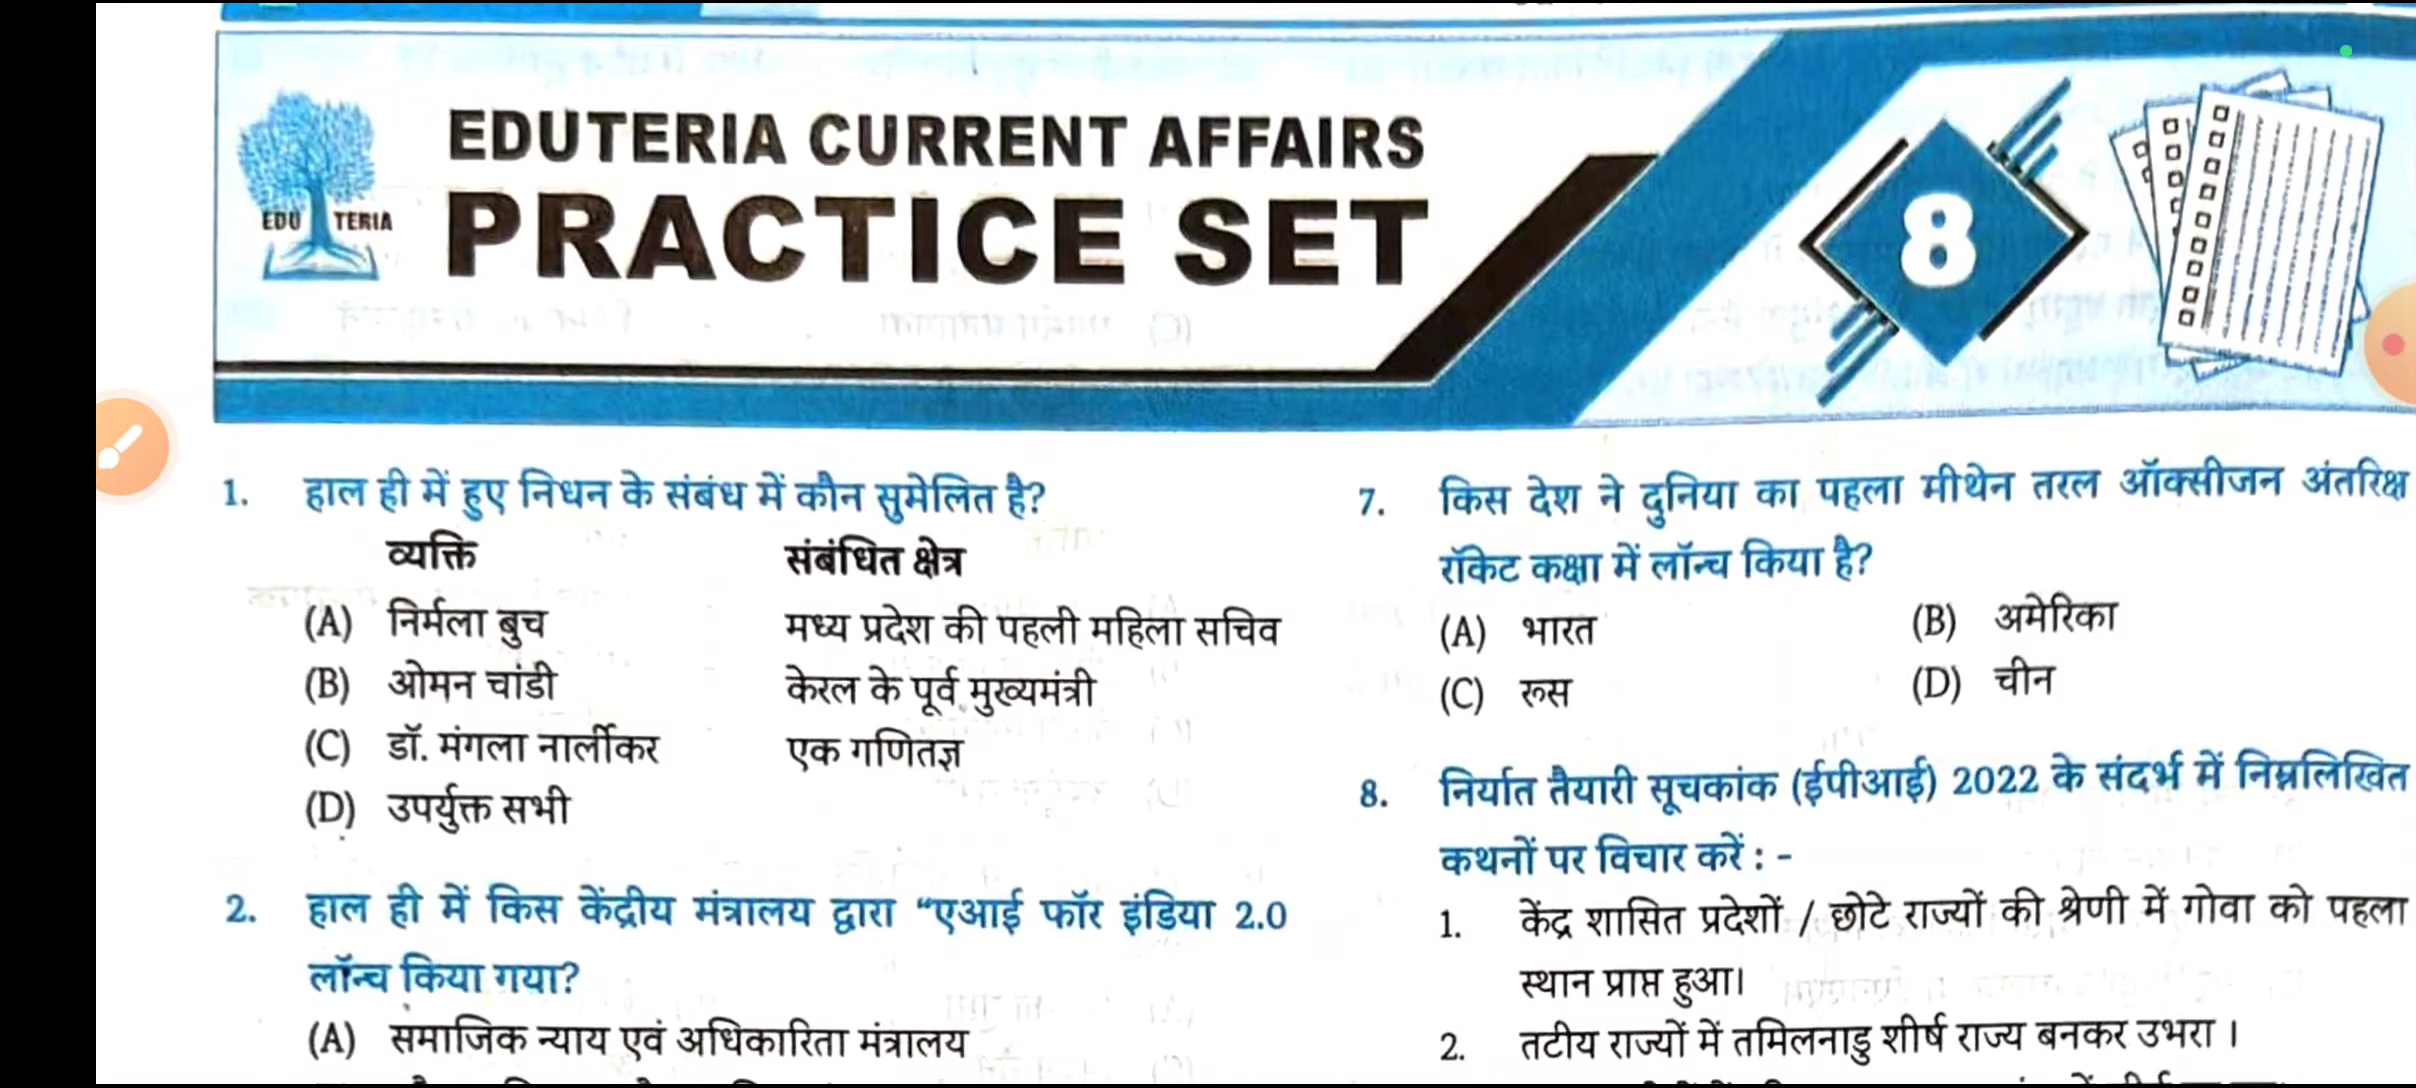 EDU TERIA
EDUTERIA CURRENT AFFAIRS
PRACTICE SET
8
1. हाल ही में हुए निधन के संबंध में कौन सुमेलित है?
व्यक्ति संबंधित क्षेत्र
(A) निर्मला बुच मध्य प्रदेश की पहली महिला सचिव
(B) ओमन चांडी केरल के पूर्व मुख्यमंत्री
(C) डॉ. मंगला नार्लीकर एक गणितज्ञ
(D) उपर्युक्त सभी
2. हाल ही में किस केंद्रीय मंत्रालय द्वारा “एआई फॉर इंडिया 2.0
लॉन्च किया गया?
(A) समाजिक न्याय एवं अधिकारिता मंत्रालय
7. किस देश ने दुनिया का पहला मीथेन तरल ऑक्सीजन अंतरिक्ष
रॉकेट कक्षा में लॉन्च किया है?
(A) भारत (B) अमेरिका
(C) रूस (D) चीन
8. निर्यात तैयारी सूचकांक (ईपीआई) 2022 के संदर्भ में निम्नलिखित
कथनों पर विचार करें : -
1. केंद्र शासित प्रदेशों / छोटे राज्यों की श्रेणी में गोवा को पहला
स्थान प्राप्त हुआ।
2. तटीय राज्यों में तमिलनाडु शीर्ष राज्य बनकर उभरा ।